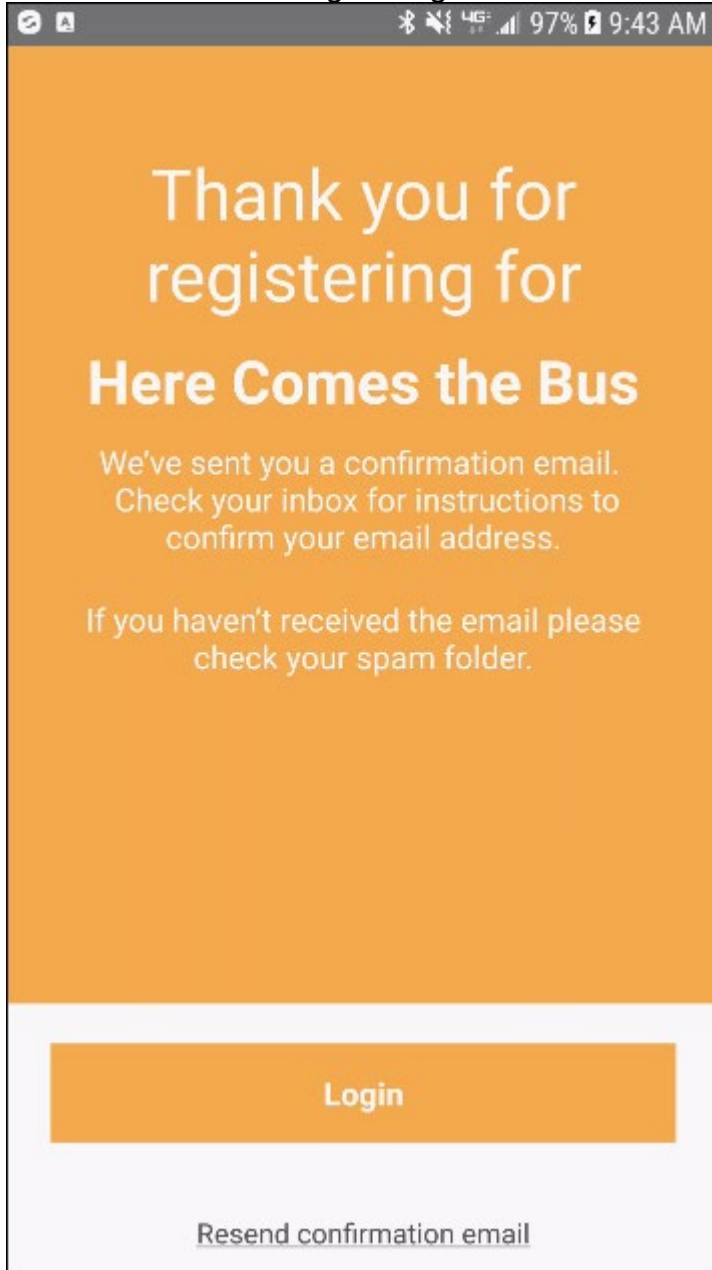 97% 9:43 AM
Thank you for
registering for
Here Comes the Bus
We've sent you a confirmation email.
Check your inbox for instructions to
confirm your email address.
If you haven't received the email please
check your spam folder.
Login
Resend confirmation email